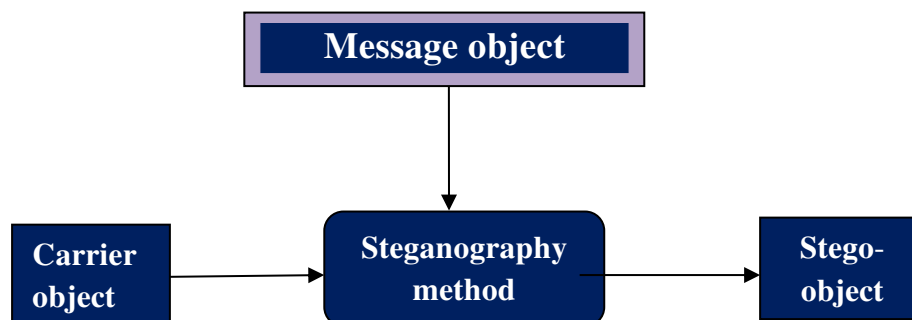 Message object
Carrier
object
Steganography
method
Stego-
object